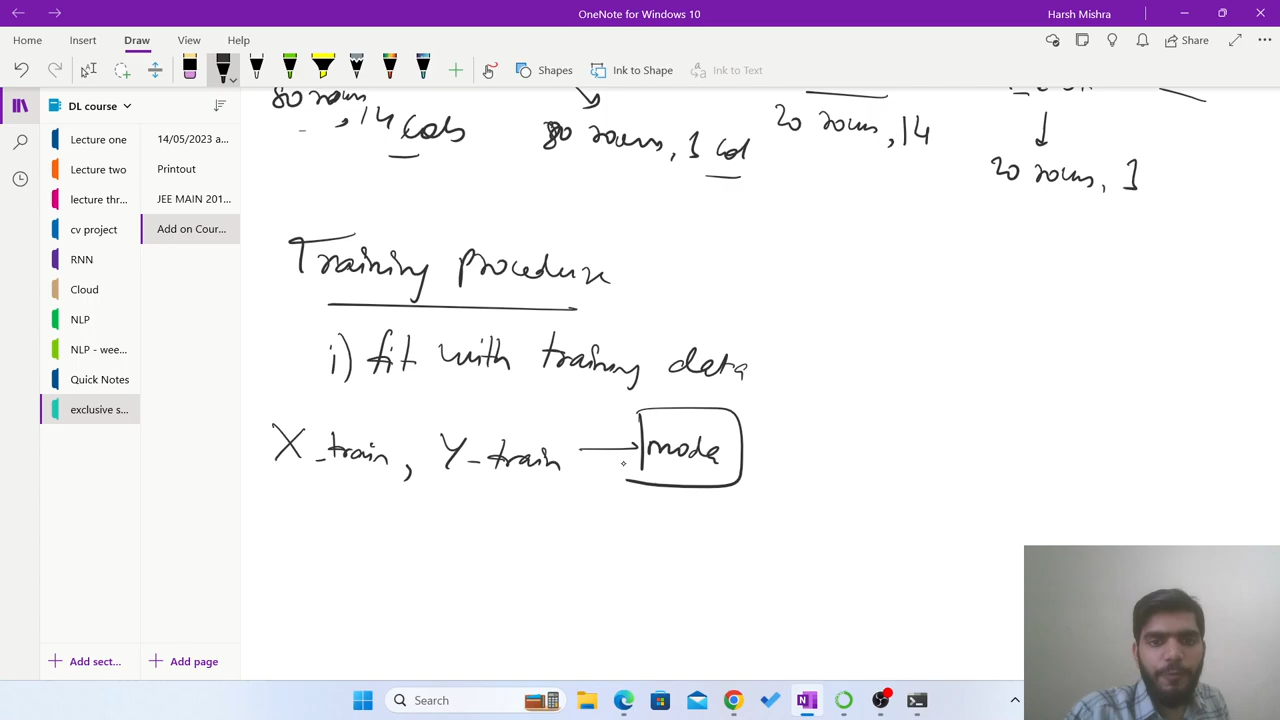 OneNote for Windows 10
Harsh Mishra
Home Insert Draw View Help
Share
Shapes
Ink to Shape
Ink to Text
DL course
Lecture one
Lecture two
lecture thr...
cv project
RNN
Cloud
NLP
NLP - wee...
Quick Notes
exclusive s...
14/05/2023 a...
Printout
JEE MAIN 201...
Add on Cour...
80 rows, 14 cols
80 rows, 1 col
20 rows, 14
20 rows, 1
Training procedure
i) fit with training data
X_train, Y_train
mode
Add sect...
Add page
Search